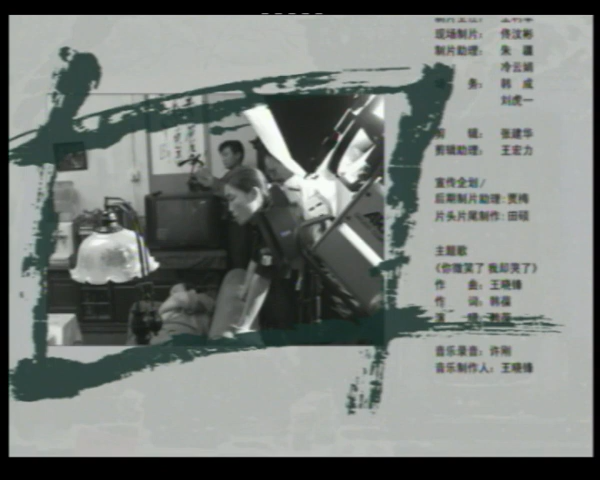 现场制片: 佟汶彬
制片助理: 朱 疆
冷云娟
务: 韩 成
刘虎一
剪 辑: 张建华
剪辑助理: 王宏力
宣传企划/
后期制片助理:贾梅
片头片尾制作:田硕
主题歌
《你微笑了 我却哭了》
作 曲: 王晓锋
作 词: 韩葆
音乐录音: 许刚
音乐制作人: 王晓锋